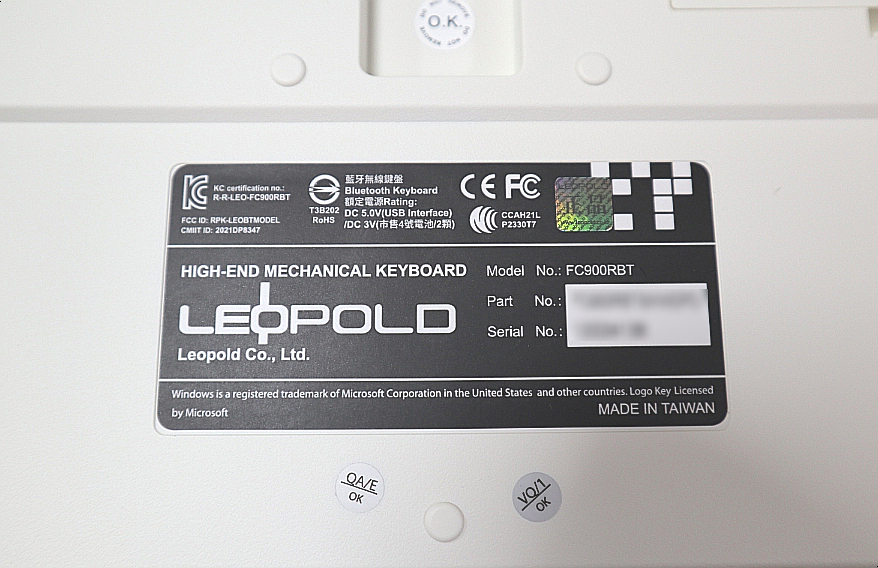 O.K.
KC certification no.:
R-R-LEO-FC900RBT
FCC ID: RPK-LEOBTMODEL
CMIIT ID: 2021DP8347
T3B202
RoHS
藍牙無線鍵盤
Bluetooth Keyboard
額定電源Rating:
DC 5.0V(USB Interface)
/DC 3V(市售4號電池/2顆)
CE FC
CCAH21L
P2330T7
HIGH-END MECHANICAL KEYBOARD
LEOPOLD
Leopold Co., Ltd.
Model No.: FC900RBT
Part No.:
Serial No.:
Windows is a registered trademark of Microsoft Corporation in the United States and other countries. Logo Key Licensed
by Microsoft
MADE IN TAIWAN
QA/E
OK
VQ/1
OK